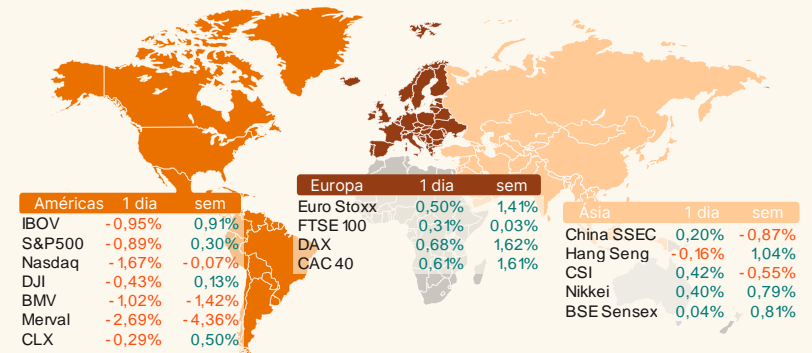 Américas 1 dia sem
IBOV -0,95% 0,91%
S&P500 -0,89% 0,30%
Nasdaq -1,67% -0,07%
DJI -0,43% 0,13%
BMV -1,02% -1,42%
Merval -2,69% -4,36%
CLX -0,29% 0,50%
Europa 1 dia sem
Euro Stoxx 0,50% 1,41%
FTSE 100 0,31% 0,03%
DAX 0,68% 1,62%
CAC 40 0,61% 1,61%
Ásia 1 dia sem
China SSEC 0,20% -0,87%
Hang Seng -0,16% 1,04%
CSI 0,42% -0,55%
Nikkei 0,40% 0,79%
BSE Sensex 0,04% 0,81%